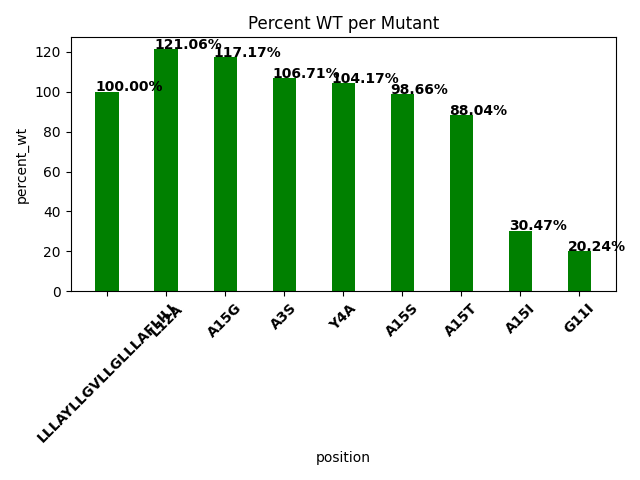 Percent WT per Mutant
percent_wt
120
100
80
60
40
20
0
100.00%
121.06%
117.17%
106.71%
104.17%
98.66%
88.04%
30.47%
20.24%
L12A
A15G
A3S
Y4A
A15S
A15T
A15I
G11I
position